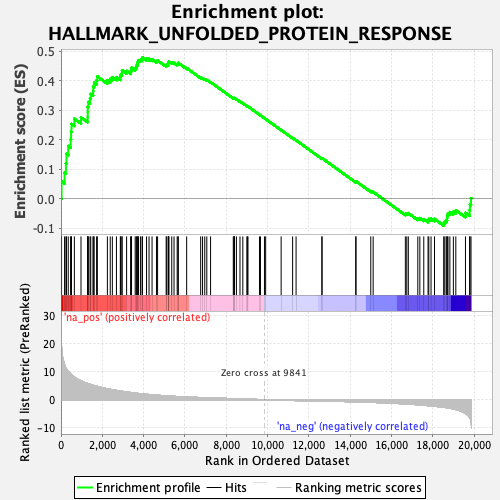 Enrichment plot:
HALLMARK_UNFOLDED_PROTEIN_RESPONSE
Enrichment score (ES)
0.5
0.4
0.3
0.2
0.1
0.0
-0.1
Ranked list metric (PreRanked)
30
20
10
0
-10
'na_pos' (positively correlated)
Zero cross at 9841
'na_neg' (negatively correlated)
0 2,000 4,000 6,000 8,000 10,000 12,000 14,000 16,000 18,000 20,000
Rank in Ordered Dataset
Enrichment profile Hits Ranking metric scores